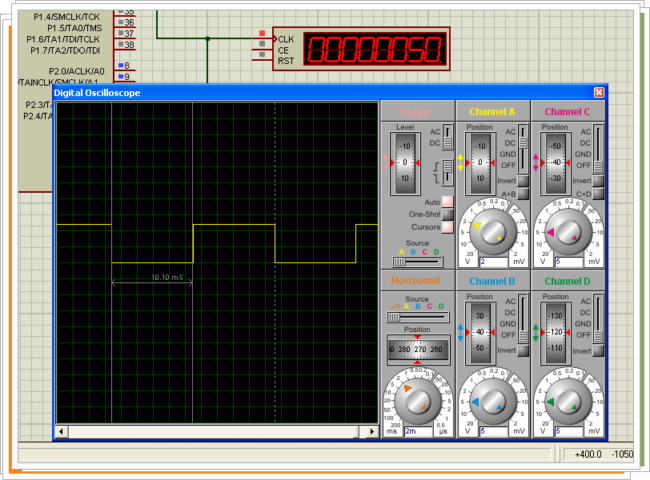 P1.4/SMCLK/TCK 35
P1.5/TA0/TMS 36
P1.6/TA1/TDI/TCLK 37
P1.7/TA2/TDO/TDI 38
P2.0/ACLK/A0 8
TAINCLK/SMCLK/A1 9
P2.3/TA
P2.4/TA
CLK
CE
RST
00000050
Digital Oscilloscope
10.10 mS
Trigger
Level
-10
0
10
AC
DC
Auto
One-Shot
Cursors
Source
A B C D
Channel A
Position
-10
0
10
AC
DC
GND
OFF
Invert
A+B
V 2 mV
Channel C
Position
-50
-40
-30
AC
DC
GND
OFF
Invert
C+D
V 5 mV
Horizontal
Source
A B C D
Position
280 270 260
ms 2m µs
Channel B
Position
30
40
50
AC
DC
GND
OFF
Invert
V 5 mV
Channel D
Position
-130
-120
-110
AC
DC
GND
OFF
Invert
V 5 mV
+400.0 -1050